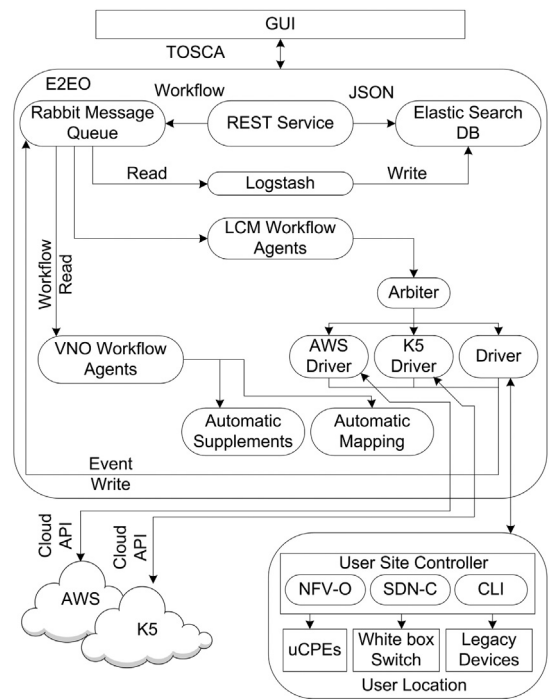 GUI
TOSCA
E2EO
Workflow
JSON
Rabbit Message
Queue
REST Service
Elastic Search
DB
Read
Logstash
Write
LCM Workflow
Agents
Workflow
Read
Arbiter
VNO Workflow
Agents
AWS
Driver
K5
Driver
Driver
Automatic
Supplements
Automatic
Mapping
Event
Write
Cloud
API
Cloud
API
AWS
K5
User Site Controller
NFV-O
SDN-C
CLI
uCPEs
White box
Switch
Legacy
Devices
User Location